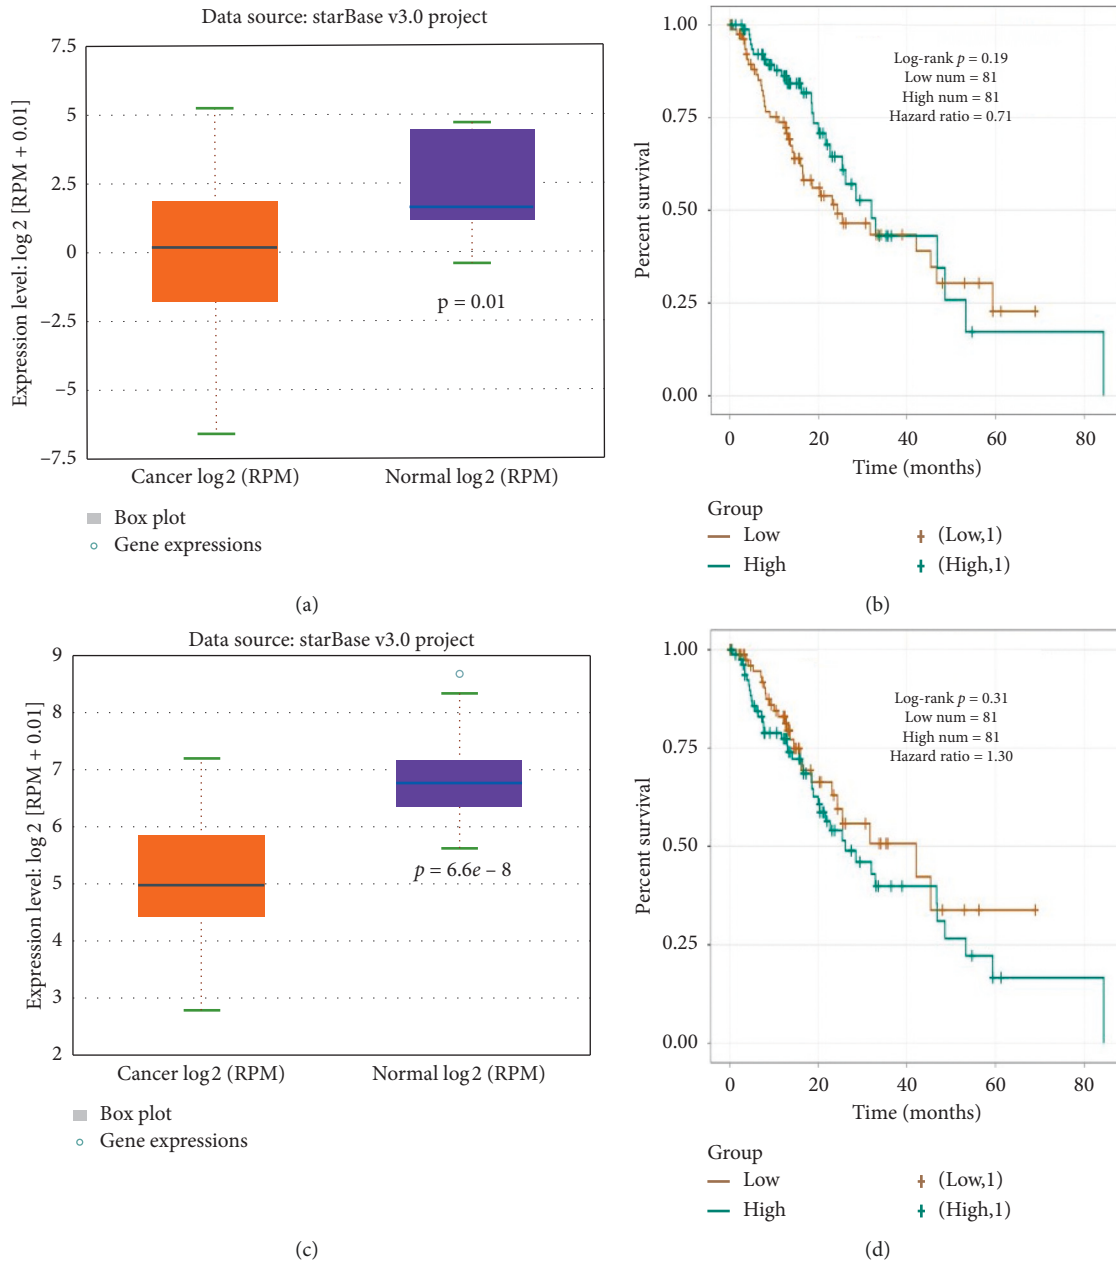 Data source: starBase v3.0 project
Expression level: log 2 [RPM + 0.01]
7.5
5
2.5
0
−2.5
−5
−7.5
p = 0.01
Cancer log2 (RPM)
Normal log2 (RPM)
Box plot
Gene expressions
(a)
Percent survival
1.00
0.75
0.50
0.25
0.00
Log-rank p = 0.19
Low num = 81
High num = 81
Hazard ratio = 0.71
0 20 40 60 80
Time (months)
Group
Low (Low,1)
High (High,1)
(b)
Data source: starBase v3.0 project
Expression level: log2 [RPM + 0.01]
9
8
7
6
5
4
3
2
p = 6.6e − 8
Cancer log2 (RPM)
Normal log2 (RPM)
Box plot
Gene expressions
(c)
Percent survival
1.00
0.75
0.50
0.25
0.00
Log-rank p = 0.31
Low num = 81
High num = 81
Hazard ratio = 1.30
0 20 40 60 80
Time (months)
Group
Low (Low,1)
High (High,1)
(d)